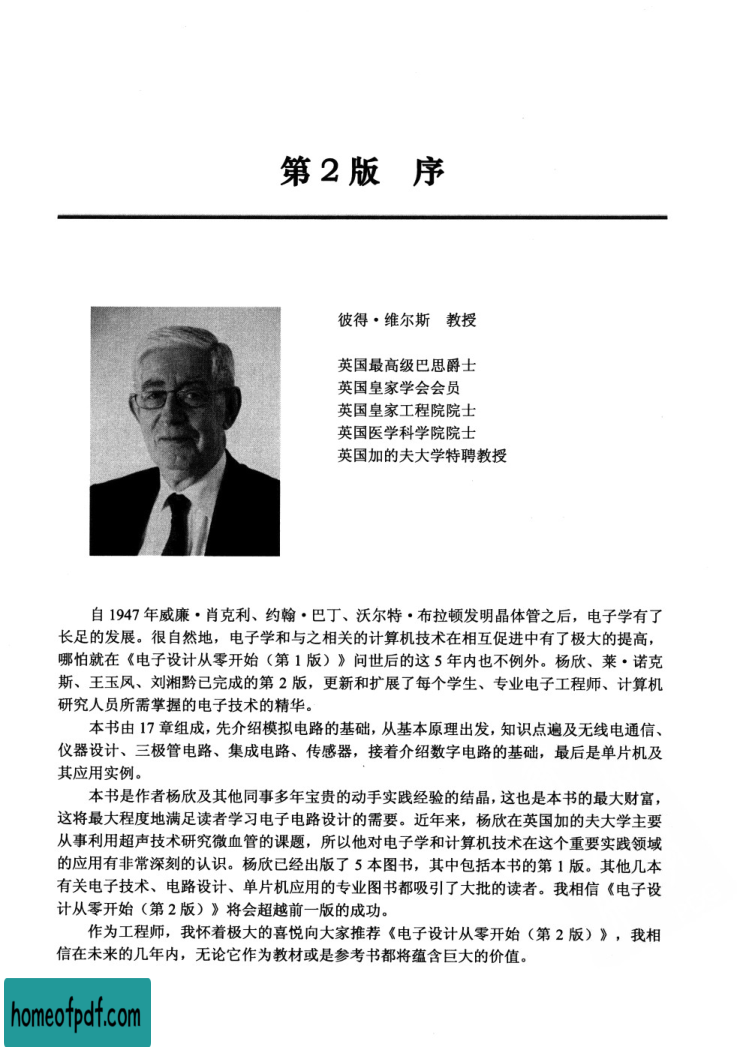 第2版 序
彼得·维尔斯 教授
英国最高级巴思爵士
英国皇家学会会员
英国皇家工程院院士
英国医学科学院院士
英国加的夫大学特聘教授
自 1947 年威廉·肖克利、约翰·巴丁、沃尔特·布拉顿发明晶体管之后，电子学有了
长足的发展。很自然地，电子学和与之相关的计算机技术在相互促进中有了极大的提高，
哪怕就在《电子设计从零开始（第 1 版）》问世后的这 5 年内也不例外。杨欣、莱·诺克
斯、王玉凤、刘湘黔已完成的第 2 版，更新和扩展了每个学生、专业电子工程师、计算机
研究人员所需掌握的电子技术的精华。
本书由 17 章组成，先介绍模拟电路的基础，从基本原理出发，知识点遍及无线电通信、
仪器设计、三极管电路、集成电路、传感器，接着介绍数字电路的基础，最后是单片机及
其应用实例。
本书是作者杨欣及其他同事多年宝贵的动手实践经验的结晶，这也是本书的最大财富，
这将最大程度地满足读者学习电子电路设计的需要。近年来，杨欣在英国加的夫大学主要
从事利用超声技术研究微血管的课题，所以他对电子学和计算机技术在这个重要实践领域
的应用有非常深刻的认识。杨欣已经出版了 5 本图书，其中包括本书的第 1 版。其他几本
有关电子技术、电路设计、单片机应用的专业图书都吸引了大批的读者。我相信《电子设
计从零开始（第 2 版）》将会超越前一版的成功。
作为工程师，我怀着极大的喜悦向大家推荐《电子设计从零开始（第 2 版）》，我相
信在未来的几年内，无论它作为教材或是参考书都将蕴含巨大的价值。
homeofpdf.com